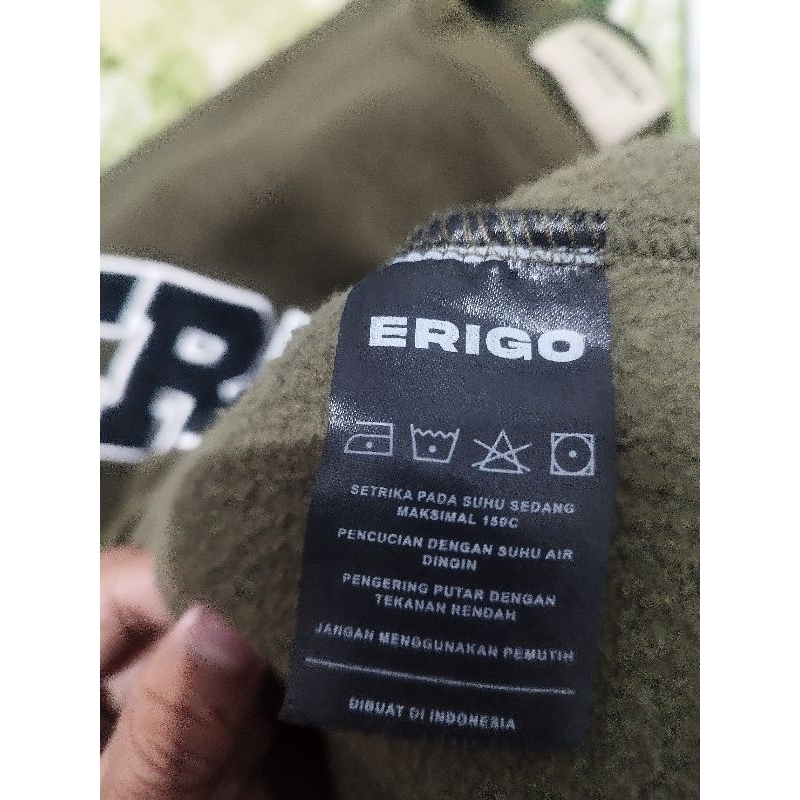 ERIGO
SETRIKA PADA SUHU SEDANG
MAKSIMAL 150C
PENCUCIAN DENGAN SUHU AIR
DINGIN
PENGERING PUTAR DENGAN
TEKANAN RENDAH
JANGAN MENGGUNAKAN PEMUTIH
DIBUAT DI INDONESIA
ER